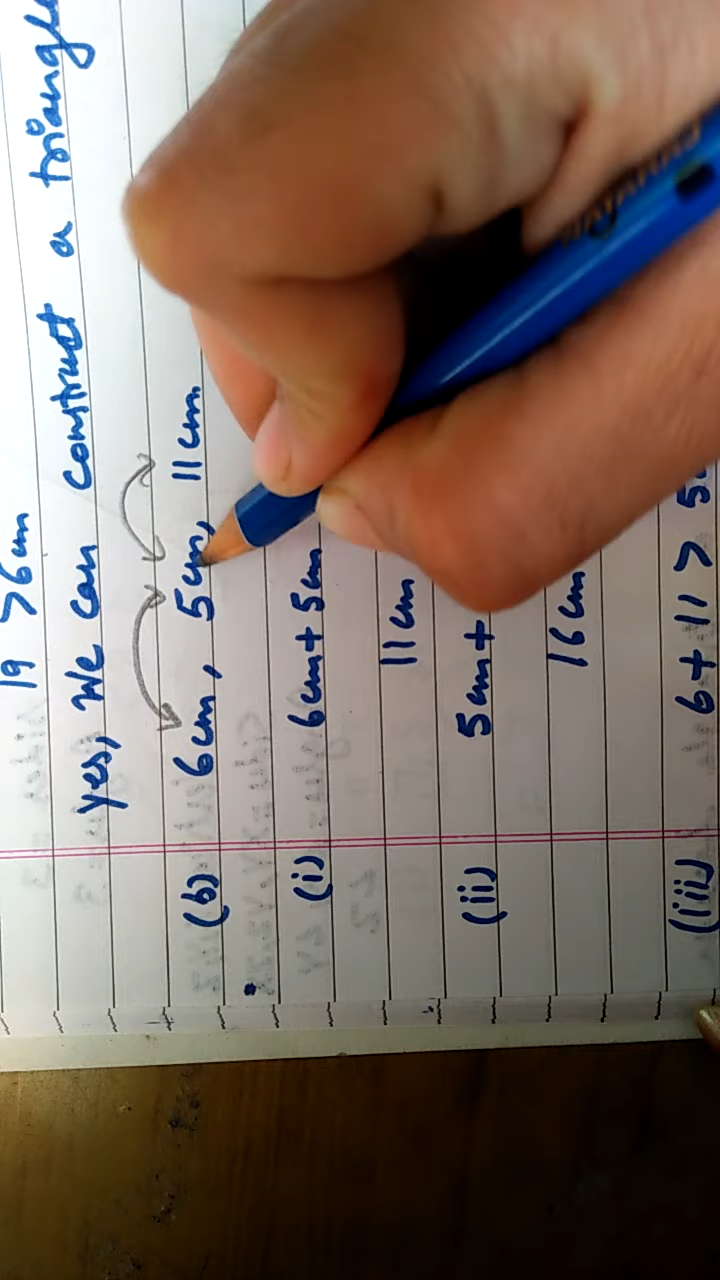 19 >6cm
yes, We can construct a triangle
(b) 6cm, 5cm, 11cm.
(i) 6cm+5cm
11cm
(ii) 5cm+
16cm
(iii) 6+11>5